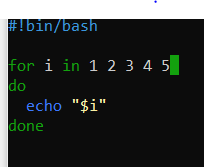 #!bin/bash
for i in 1 2 3 4 5
do
  echo "$i"
done